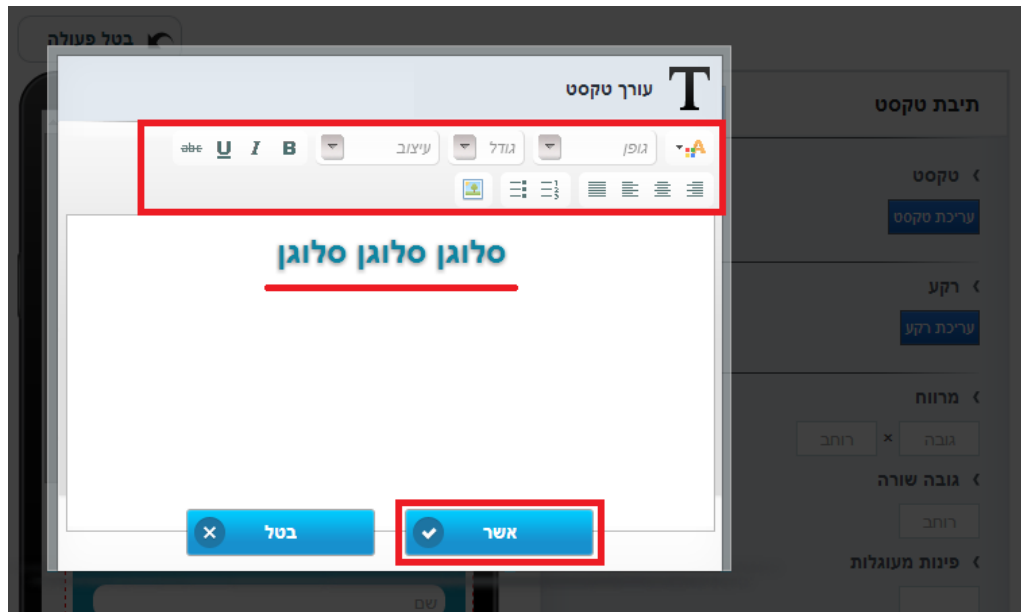 בטל פעולה
עורך טקסט
A
גופן
גודל
עיצוב
B I U abc
סלוגן סלוגן סלוגן
אשר
בטל
תיבת טקסט
טקסט
עריכת טקסט
רקע
עריכת רקע
מרווח
גובה × רוחב
גובה שורה
רוחב
פינות מעוגלות
שם